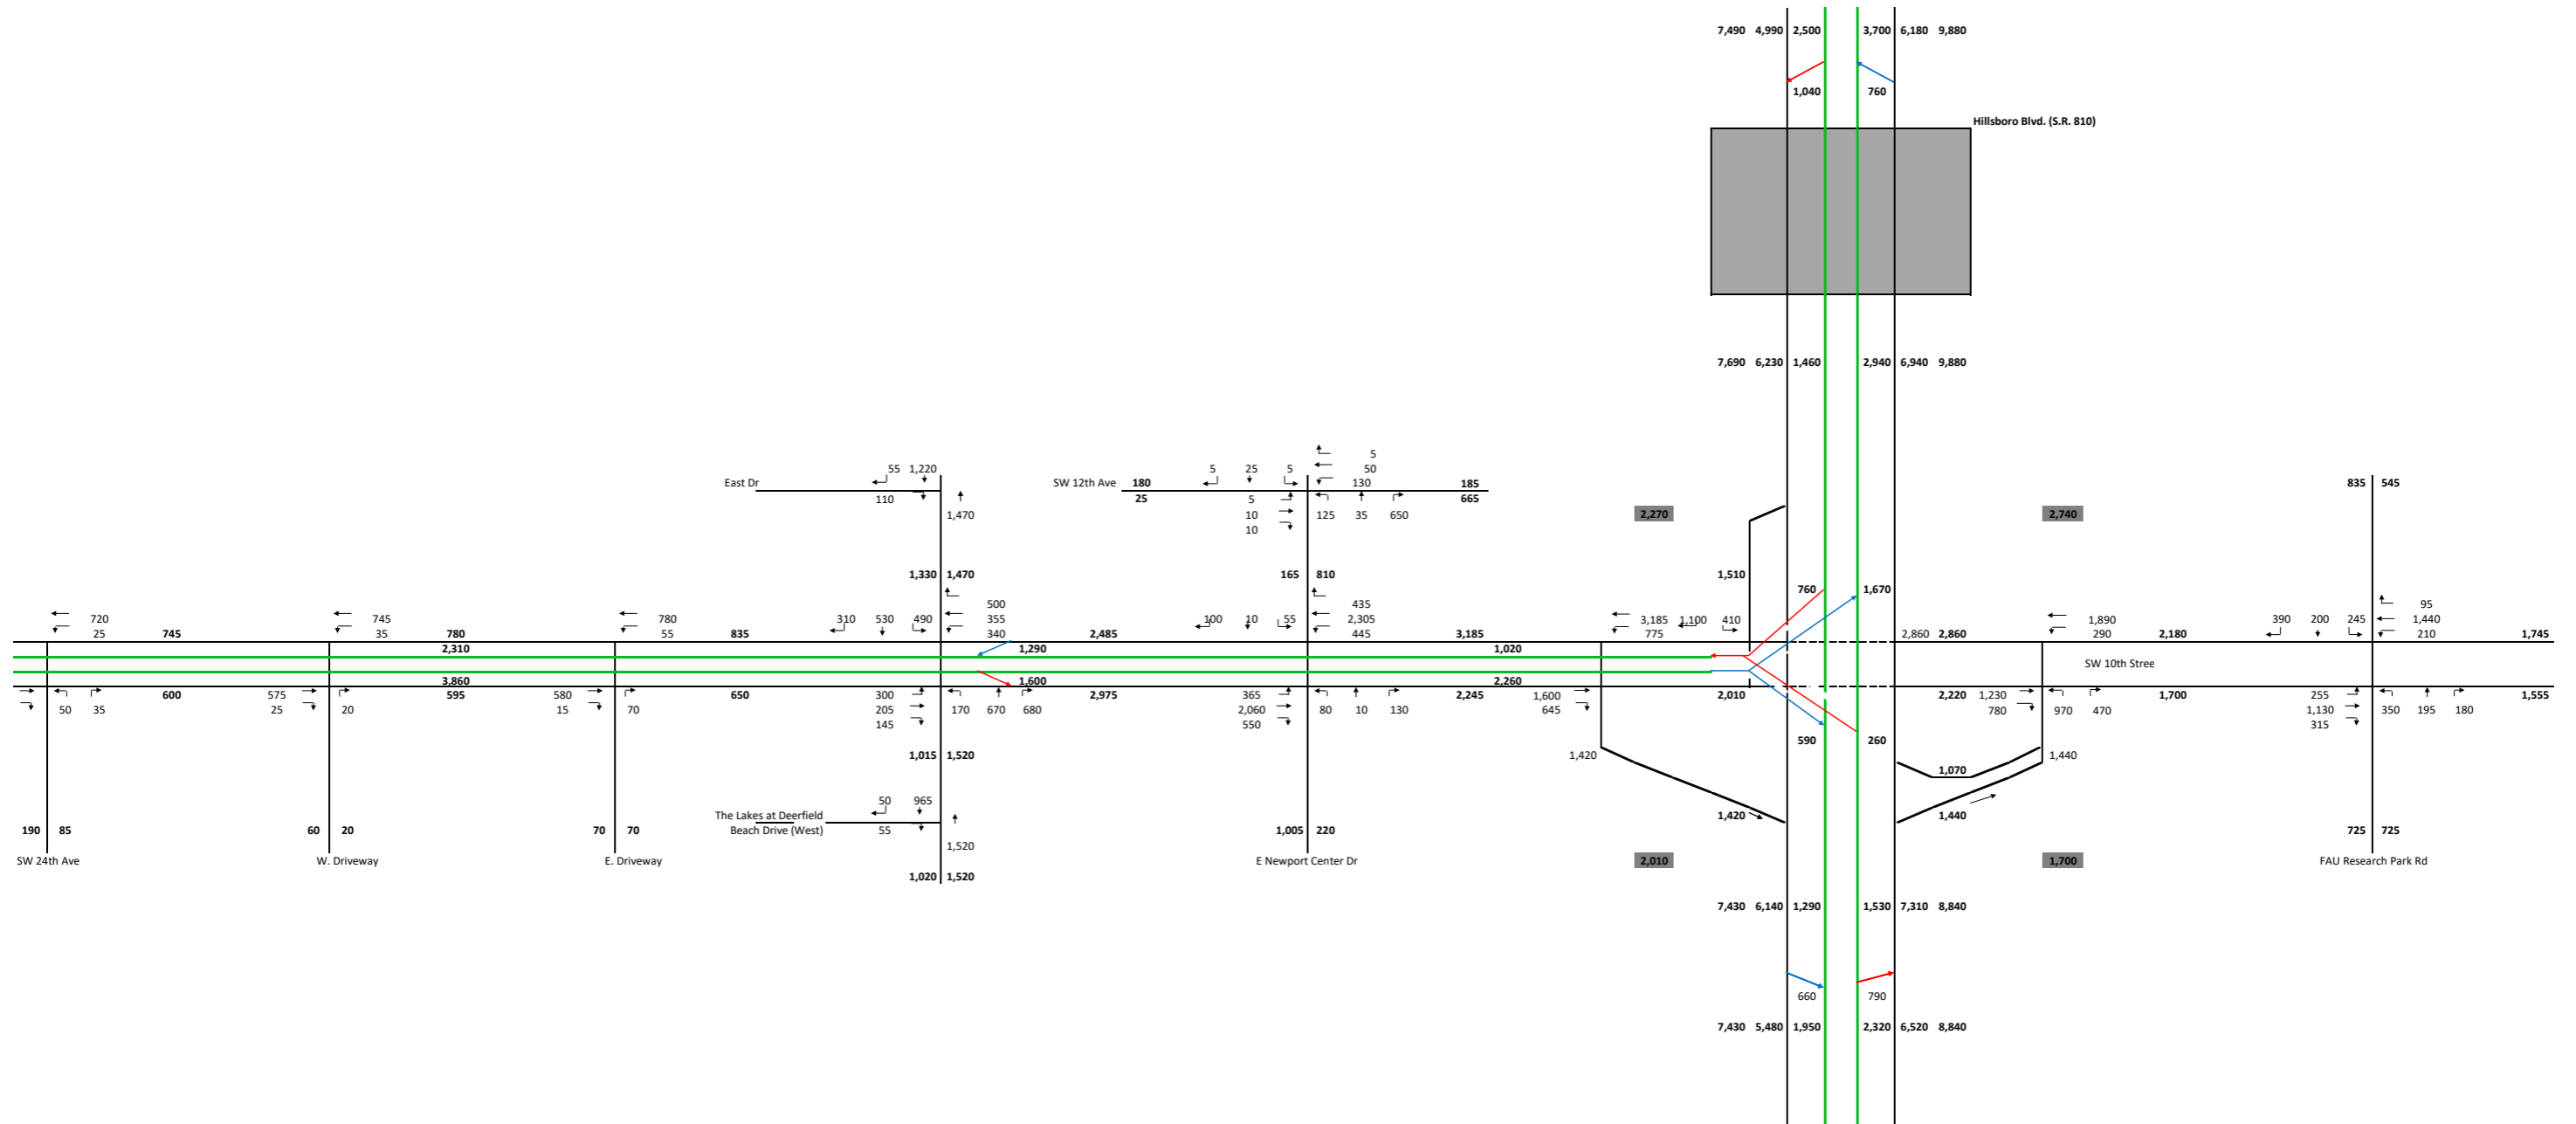 7,490 4,990 2,500 3,700 6,180 9,880
1,040 760
Hillsboro Blvd. (S.R. 810)
7,690 6,230 1,460 2,940 6,940 9,880
5
55 1,220 5 25 5 50
East Dr SW 12th Ave 180 130 185 835 545
110 25 5 665
1,470 10 125 35 650 2,270 2,740
10
1,330 1,470 165 810 1,510
760 1,670
500 435 95
720 745 780 310 530 490 355 100 10 55 2,305 3,185 1,100 410 1,890 390 200 245 1,440
25 745 35 780 55 835 340 2,485 445 3,185 775 2,860 2,860 290 2,180 210 1,745
2,310 1,290 1,020
SW 10th Stree
3,860 1,600 2,260
600 575 595 580 650 300 2,975 365 2,245 1,600 2,010 2,220 1,230 1,700 255 1,555
50 35 25 20 15 70 205 170 670 680 2,060 80 10 130 645 780 970 470 1,130 350 195 180
145 550 315
590 260
1,015 1,520 1,420 1,440
1,070
50 965
The Lakes at Deerfield 1,420 1,440
Beach Drive (West) 55
190 85 60 20 70 70 1,005 220 725 725
1,520
SW 24th Ave W. Driveway E. Driveway E Newport Center Dr 2,010 1,700 FAU Research Park Rd
1,020 1,520
7,430 6,140 1,290 1,530 7,310 8,840
660 790
7,430 5,480 1,950 2,320 6,520 8,840